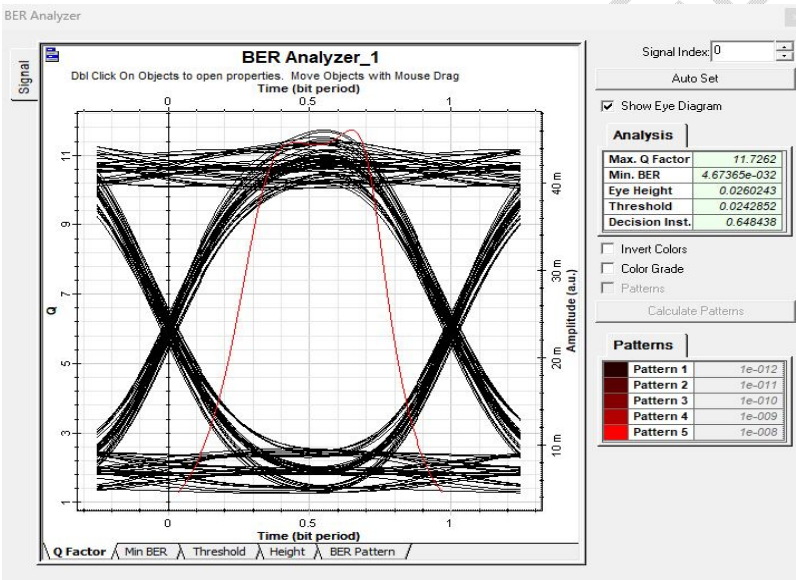 BER Analyzer
Signal
BER Analyzer_1
Dbl Click On Objects to open properties. Move Objects with Mouse Drag
Time (bit period)
0 0.5 1
Q
11
9
7
5
3
1
40 m
30 m
20 m
10 m
Amplitude (a.u.)
0 0.5 1
Time (bit period)
Q Factor Min BER Threshold Height BER Pattern
Signal Index: 0
Auto Set
Show Eye Diagram
Analysis
Max. Q Factor 11.7262
Min. BER 4.67365e-032
Eye Height 0.0260243
Threshold 0.0242852
Decision Inst. 0.648438
Invert Colors
Color Grade
Patterns
Calculate Patterns
Patterns
Pattern 1 1e-012
Pattern 2 1e-011
Pattern 3 1e-010
Pattern 4 1e-009
Pattern 5 1e-008